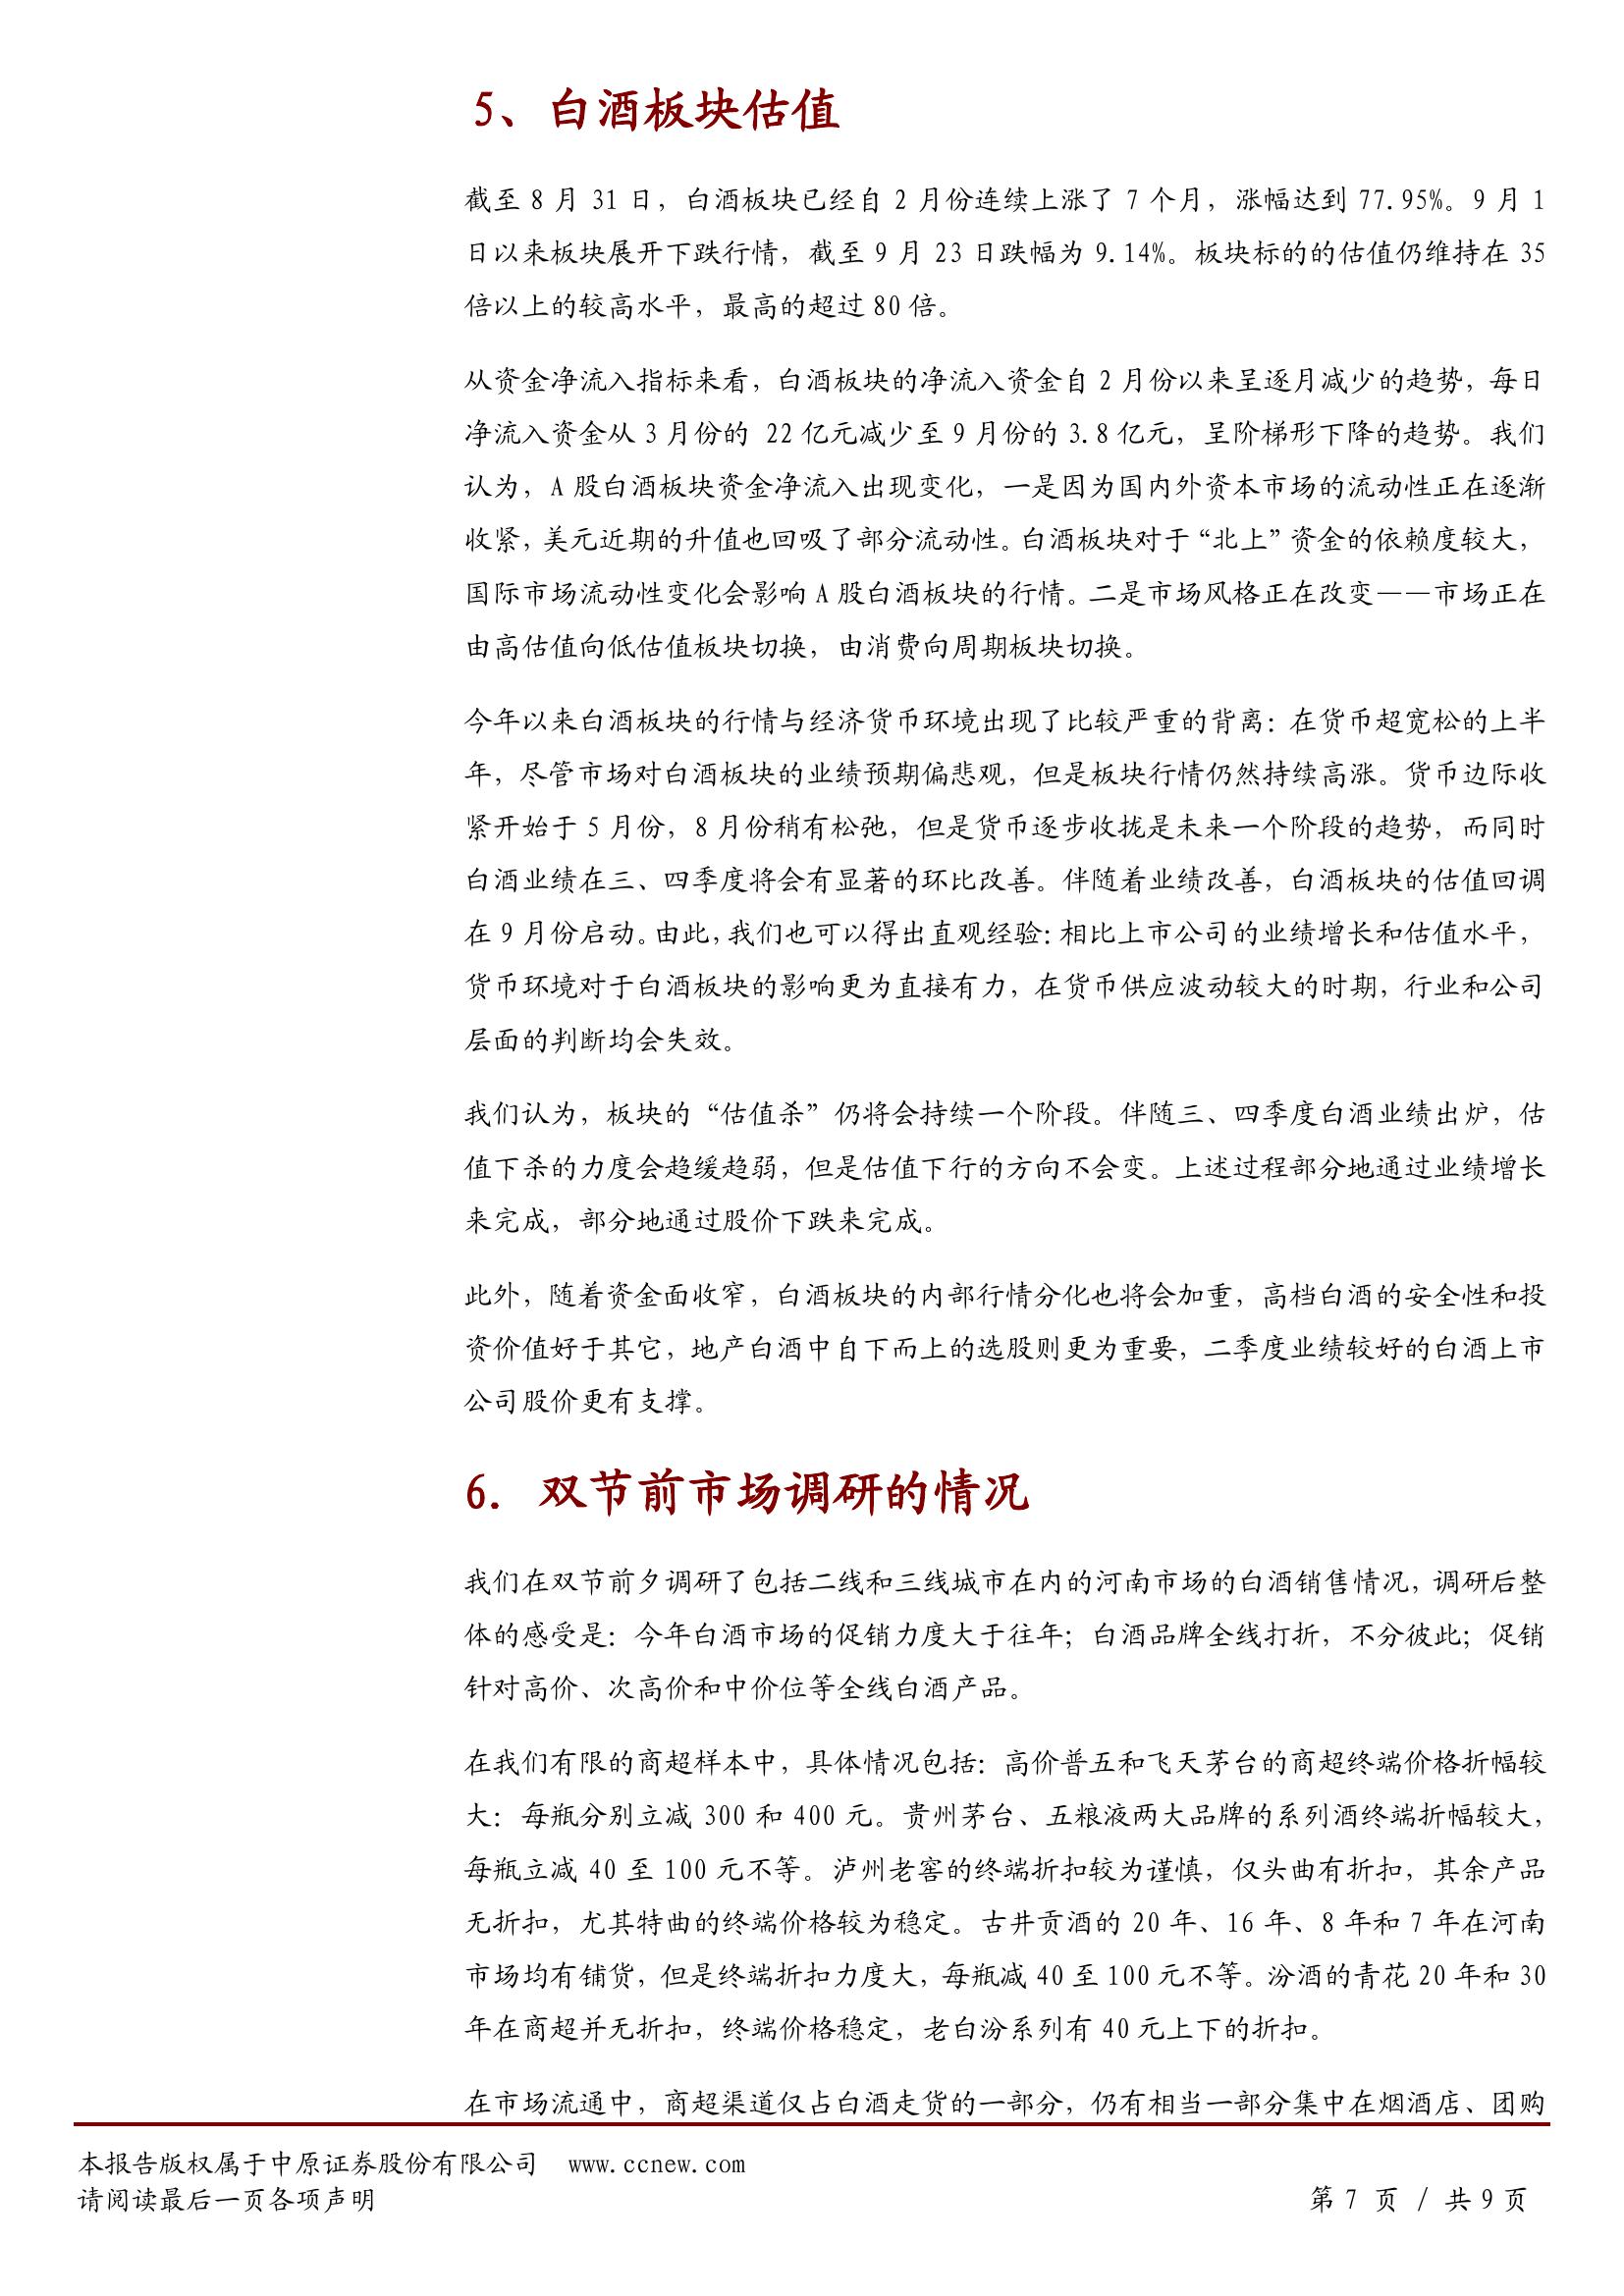 5、白酒板块估值
截至 8 月 31 日，白酒板块已经自 2 月份连续上涨了 7 个月，涨幅达到 77.95%。9 月 1
日以来板块展开下跌行情，截至 9 月 23 日跌幅为 9.14%。板块标的的估值仍维持在 35
倍以上的较高水平，最高的超过 80 倍。
从资金净流入指标来看，白酒板块的净流入资金自 2 月份以来呈逐月减少的趋势，每日
净流入资金从 3 月份的 22 亿元减少至 9 月份的 3.8 亿元，呈阶梯形下降的趋势。我们
认为，A 股白酒板块资金净流入出现变化，一是因为国内外资本市场的流动性正在逐渐
收紧，美元近期的升值也回吸了部分流动性。白酒板块对于“北上”资金的依赖度较大，
国际市场流动性变化会影响 A 股白酒板块的行情。二是市场风格正在改变——市场正在
由高估值向低估值板块切换，由消费向周期板块切换。
今年以来白酒板块的行情与经济货币环境出现了比较严重的背离：在货币超宽松的上半
年，尽管市场对白酒板块的业绩预期偏悲观，但是板块行情仍然持续高涨。货币边际收
紧开始于 5 月份，8 月份稍有松弛，但是货币逐步收拢是未来一个阶段的趋势，而同时
白酒业绩在三、四季度将会有显著的环比改善。伴随着业绩改善，白酒板块的估值回调
在 9 月份启动。由此，我们也可以得出直观经验：相比上市公司的业绩增长和估值水平，
货币环境对于白酒板块的影响更为直接有力，在货币供应波动较大的时期，行业和公司
层面的判断均会失效。
我们认为，板块的“估值杀”仍将会持续一个阶段。伴随三、四季度白酒业绩出炉，估
值下杀的力度会趋缓趋弱，但是估值下行的方向不会变。上述过程部分地通过业绩增长
来完成，部分地通过股价下跌来完成。
此外，随着资金面收窄，白酒板块的内部行情分化也将会加重，高档白酒的安全性和投
资价值好于其它，地产白酒中自下而上的选股则更为重要，二季度业绩较好的白酒上市
公司股价更有支撑。
6. 双节前市场调研的情况
我们在双节前夕调研了包括二线和三线城市在内的河南市场的白酒销售情况，调研后整
体的感受是：今年白酒市场的促销力度大于往年；白酒品牌全线打折，不分彼此；促销
针对高价、次高价和中价位等全线白酒产品。
在我们有限的商超样本中，具体情况包括：高价普五和飞天茅台的商超终端价格折幅较
大：每瓶分别立减 300 和 400 元。贵州茅台、五粮液两大品牌的系列酒终端折幅较大，
每瓶立减 40 至 100 元不等。泸州老窖的终端折扣较为谨慎，仅头曲有折扣，其余产品
无折扣，尤其特曲的终端价格较为稳定。古井贡酒的 20 年、16 年、8 年和 7 年在河南
市场均有铺货，但是终端折扣力度大，每瓶减 40 至 100 元不等。汾酒的青花 20 年和 30
年在商超并无折扣，终端价格稳定，老白汾系列有 40 元上下的折扣。
在市场流通中，商超渠道仅占白酒走货的一部分，仍有相当一部分集中在烟酒店、团购
本报告版权属于中原证券股份有限公司 www.ccnew.com
请阅读最后一页各项声明
第 7 页 / 共 9 页